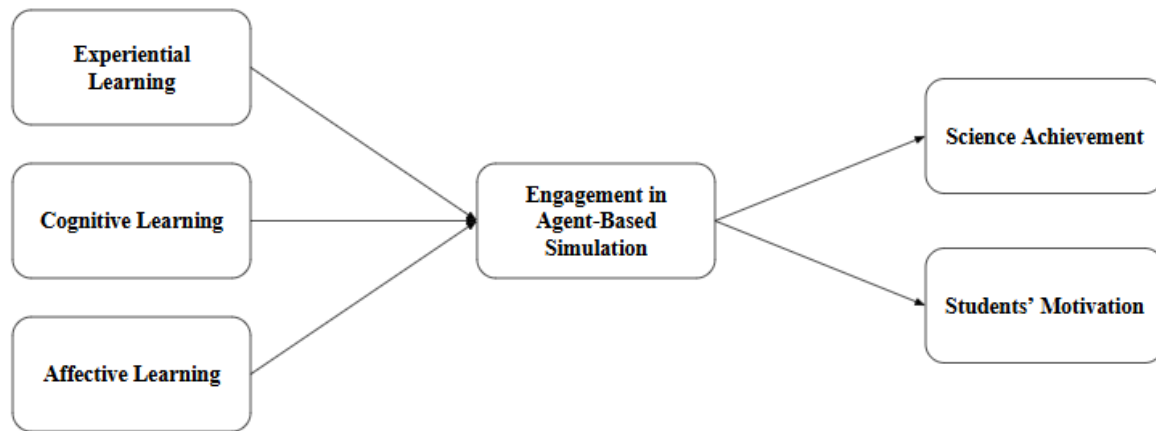 Experiential
Learning
Cognitive Learning
Affective Learning
Engagement in
Agent-Based
Simulation
Science Achievement
Students’ Motivation